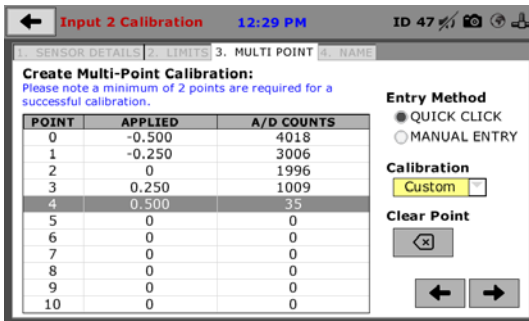 Input 2 Calibration 12:29 PM ID 47
1. SENSOR DETAILS 2. LIMITS 3. MULTI POINT 4. NAME
Create Multi-Point Calibration:
Please note a minimum of 2 points are required for a
successful calibration.
POINT APPLIED A/D COUNTS
0 -0.500 4018
1 -0.250 3006
2 0 1996
3 0.250 1009
4 0.500 35
5 0 0
6 0 0
7 0 0
8 0 0
9 0 0
10 0 0
Entry Method
QUICK CLICK
MANUAL ENTRY
Calibration
Custom
Clear Point